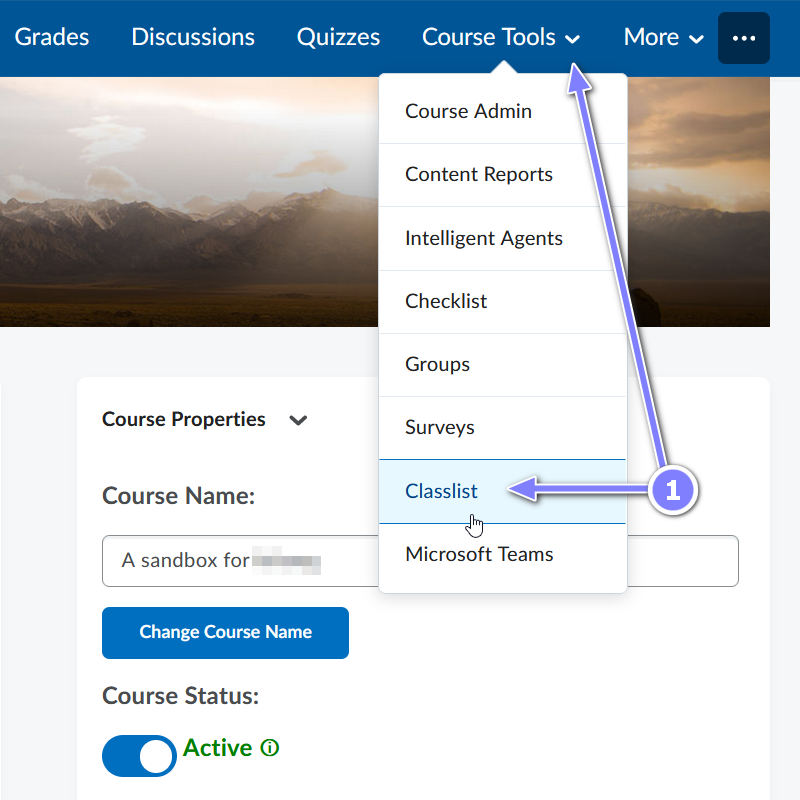 Grades Discussions Quizzes Course Tools More
Course Admin
Content Reports
Intelligent Agents
Checklist
Groups
Surveys
Classlist
1
Microsoft Teams
Course Properties
Course Name:
A sandbox for
Change Course Name
Course Status:
Active